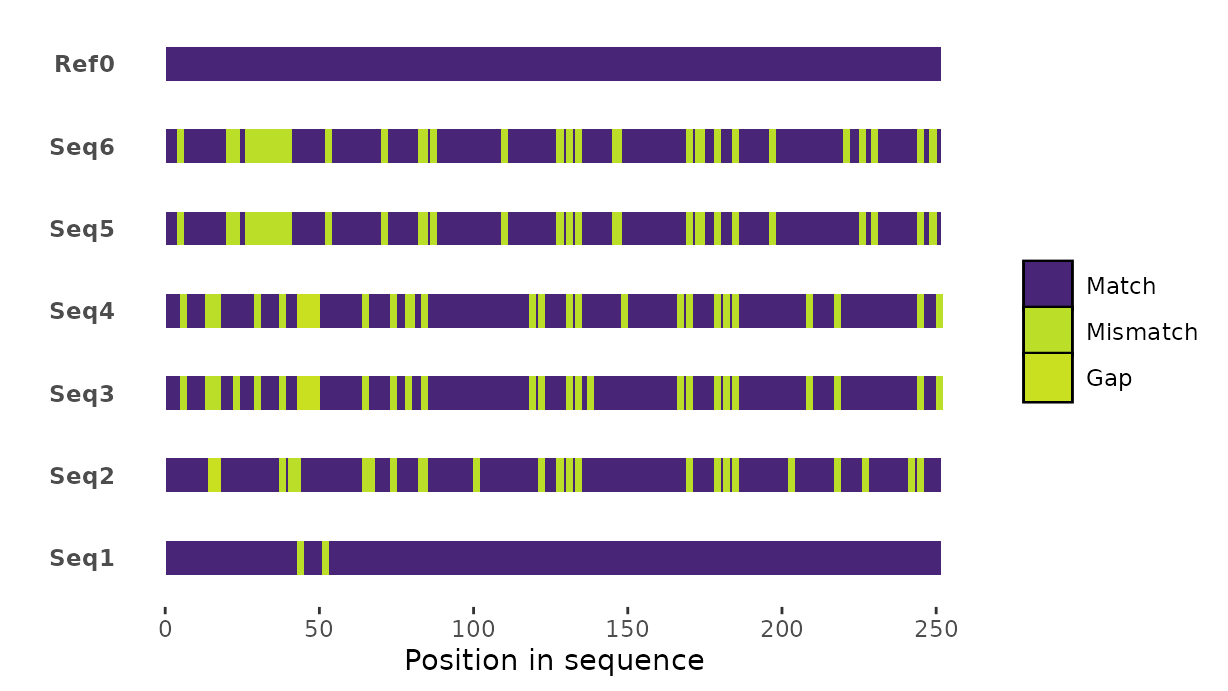 Ref0
Seq6
Seq5
Seq4
Seq3
Seq2
Seq1
0 50 100 150 200 250
Position in sequence
Match
Mismatch
Gap